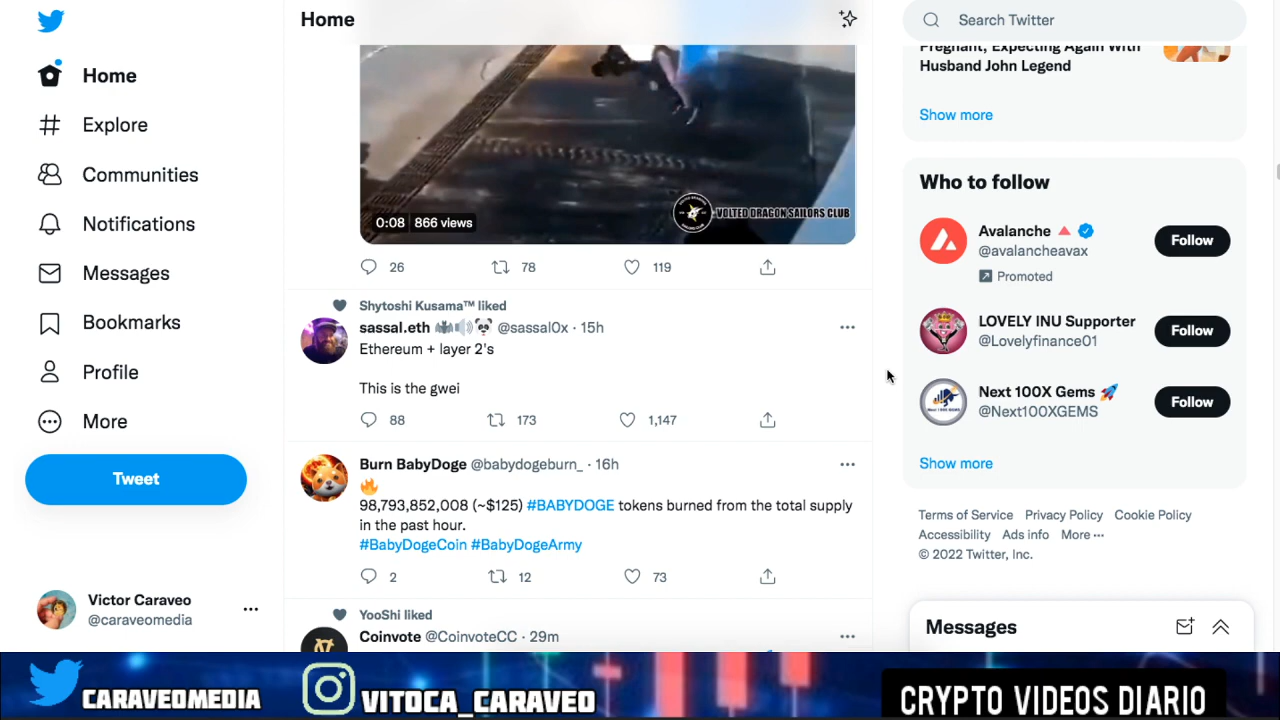 Home
Search Twitter
Home
Explore
Communities
Notifications
Messages
Bookmarks
Profile
More
Tweet
Victor Caraveo
@caraveomedia
VOLTED DRAGON SAILORS CLUB
0:08 866 views
26 78 119
Shytoshi Kusama™ liked
sassal.eth @sassal0x · 15h
Ethereum + layer 2's
This is the gwei
88 173 1,147
Burn BabyDoge @babydogeburn_ · 16h
98,793,852,008 (~$125) #BABYDOGE tokens burned from the total supply
in the past hour.
#BabyDogeCoin #BabyDogeArmy
2 12 73
YooShi liked
Coinvote @CoinvoteCC · 29m
Pregnant, Expecting Again With
Husband John Legend
Show more
Who to follow
Avalanche
@avalancheavax
Promoted
Follow
LOVELY INU Supporter
@Lovelyfinance01
Follow
Next 100X Gems
@Next100XGEMS
Follow
Show more
Terms of Service Privacy Policy Cookie Policy
Accessibility Ads info More
© 2022 Twitter, Inc.
Messages
CARAVEOMEDIA
VITOCA_CARAVEO
CRYPTO VIDEOS DIARIO